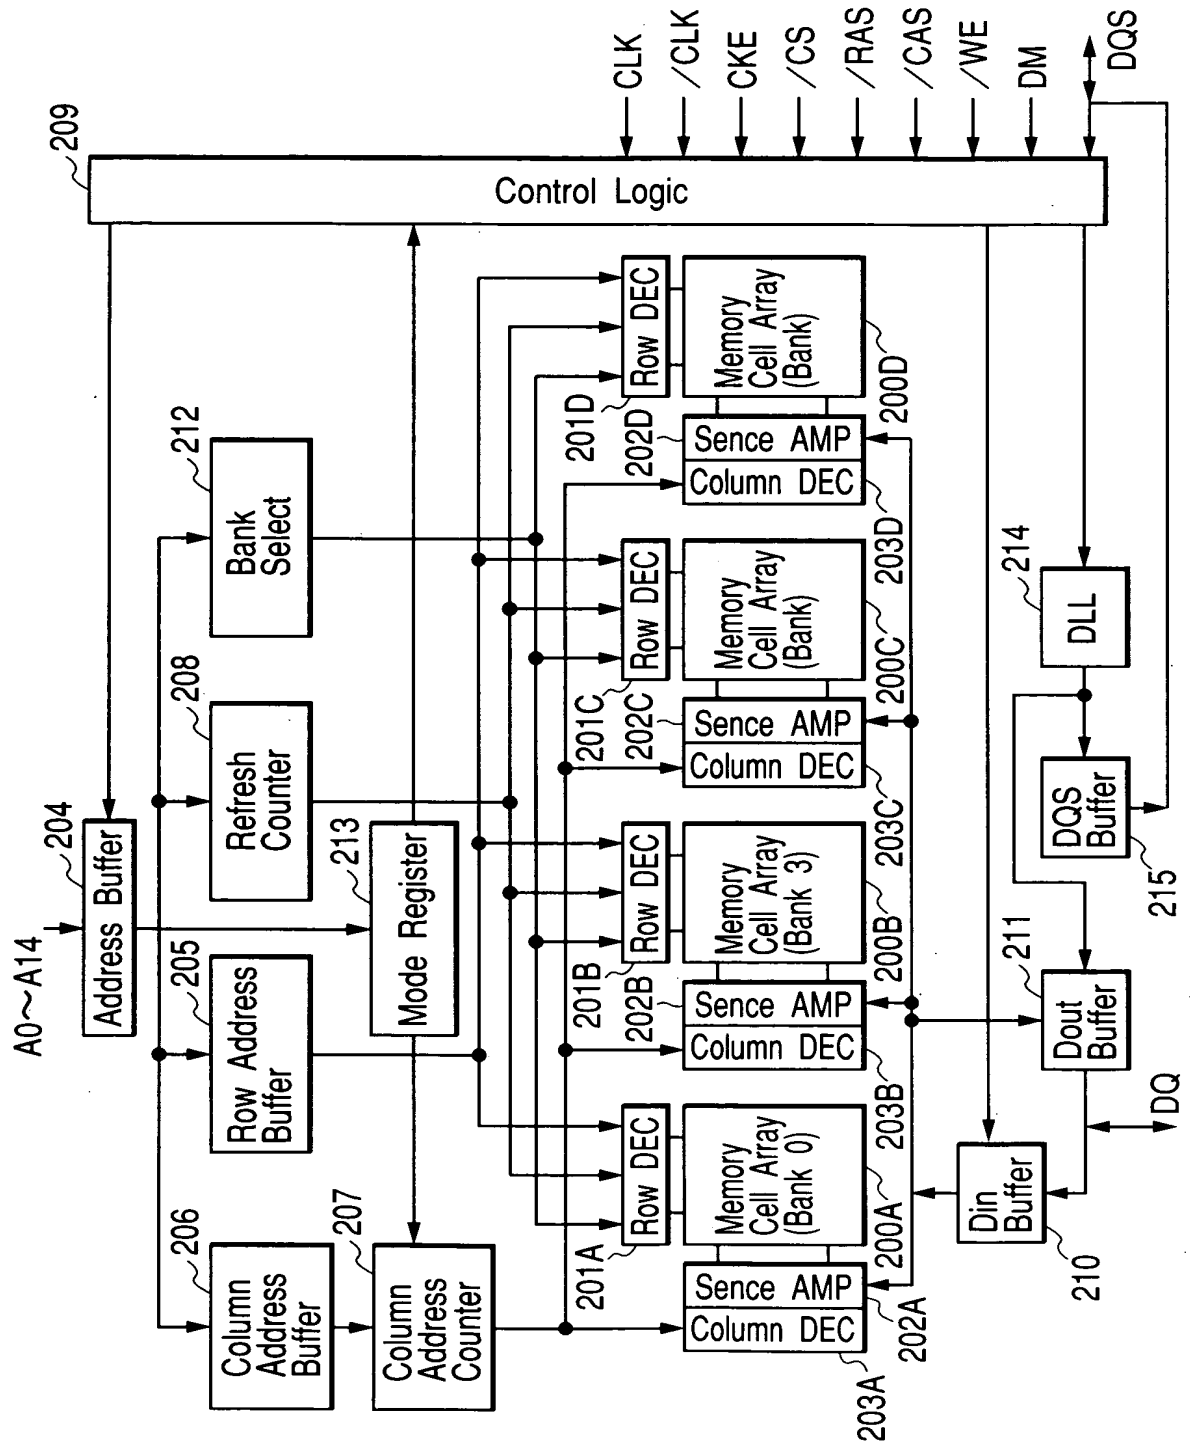 A0~A14
204
Address Buffer
209
Control Logic
206
Column
Address
Buffer
205
Row Address
Buffer
208
Refresh
Counter
212
Bank
Select
207
Column
Address
Counter
213
Mode Register
201A
Row DEC
Memory
Cell Array
(Bank 0)
200A
Sence AMP
202A
Column DEC
203A
201B
Row DEC
Memory
Cell Array
(Bank 3)
200B
202B
Sence AMP
Column DEC
203B
201C
Row DEC
Memory
Cell Array
(Bank)
200C
202C
Sence AMP
Column DEC
203C
201D
Row DEC
Memory
Cell Array
(Bank)
200D
202D
Sence AMP
Column DEC
203D
CLK
/CLK
CKE
/CS
/RAS
/CAS
/WE
DM
DQS
Din
Buffer
210
211
Dout
Buffer
DQ
214
DLL
DQS
Buffer
215